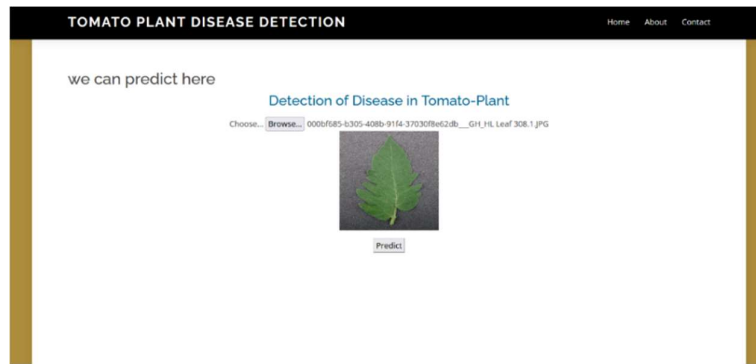 TOMATO PLANT DISEASE DETECTION
Home About Contact
we can predict here
Detection of Disease in Tomato-Plant
Choose... Browse... 000bf685-b305-408b-91f4-37030f8e62db___GH_HL Leaf 308.1.JPG
Predict